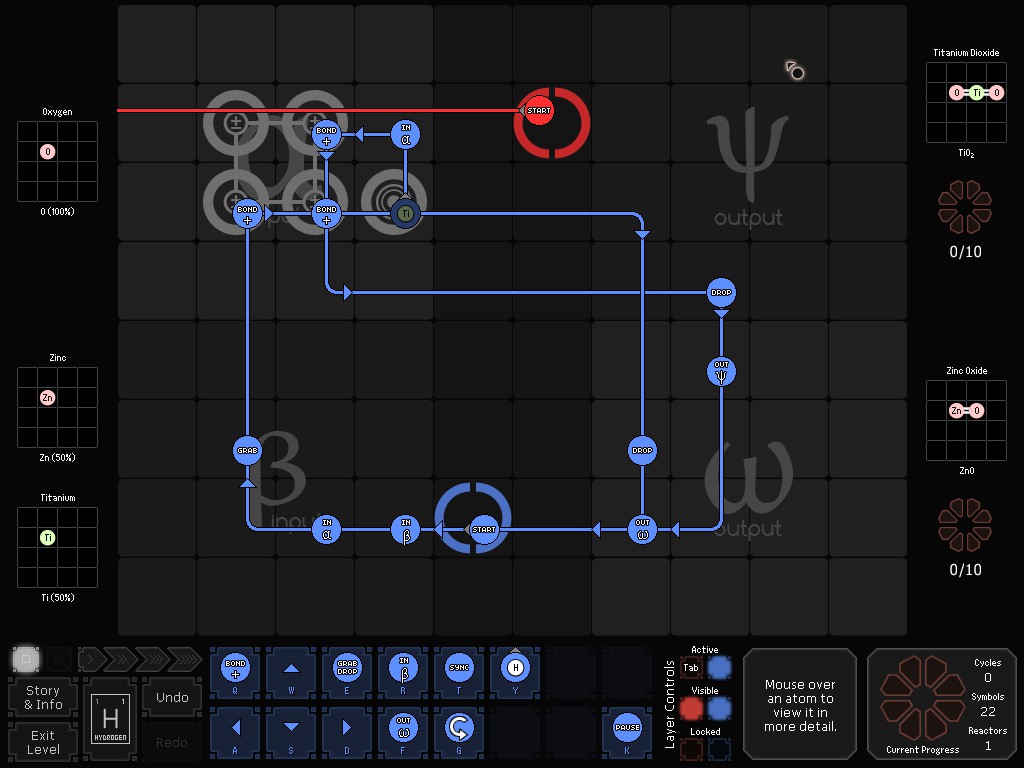 Oxygen
O
O (100%)
Zinc
Zn
Zn (50%)
Titanium
Ti
Ti (50%)
START
BOND
+
IN
α
BOND
+
BOND
+
Ti
DROP
OUT
ψ
GRAB
DROP
IN
α
IN
β
START
OUT
ω
ψ
output
β
input
ω
output
Titanium Dioxide
O Ti O
TiO₂
0/10
Zinc Oxide
Zn O
ZnO
0/10
Story
& Info
Exit
Level
1 1
H
HYDROGEN
Undo
Redo
BOND
+
Q
W
GRAB
DROP
E
IN
β
R
SYNC
T
H
Y
A
S
D
OUT
ω
F
G
PAUSE
K
Layer Controls
Active
Tab
Visible
Locked
Mouse over
an atom to
view it in
more detail.
Cycles
0
Symbols
22
Reactors
1
Current Progress